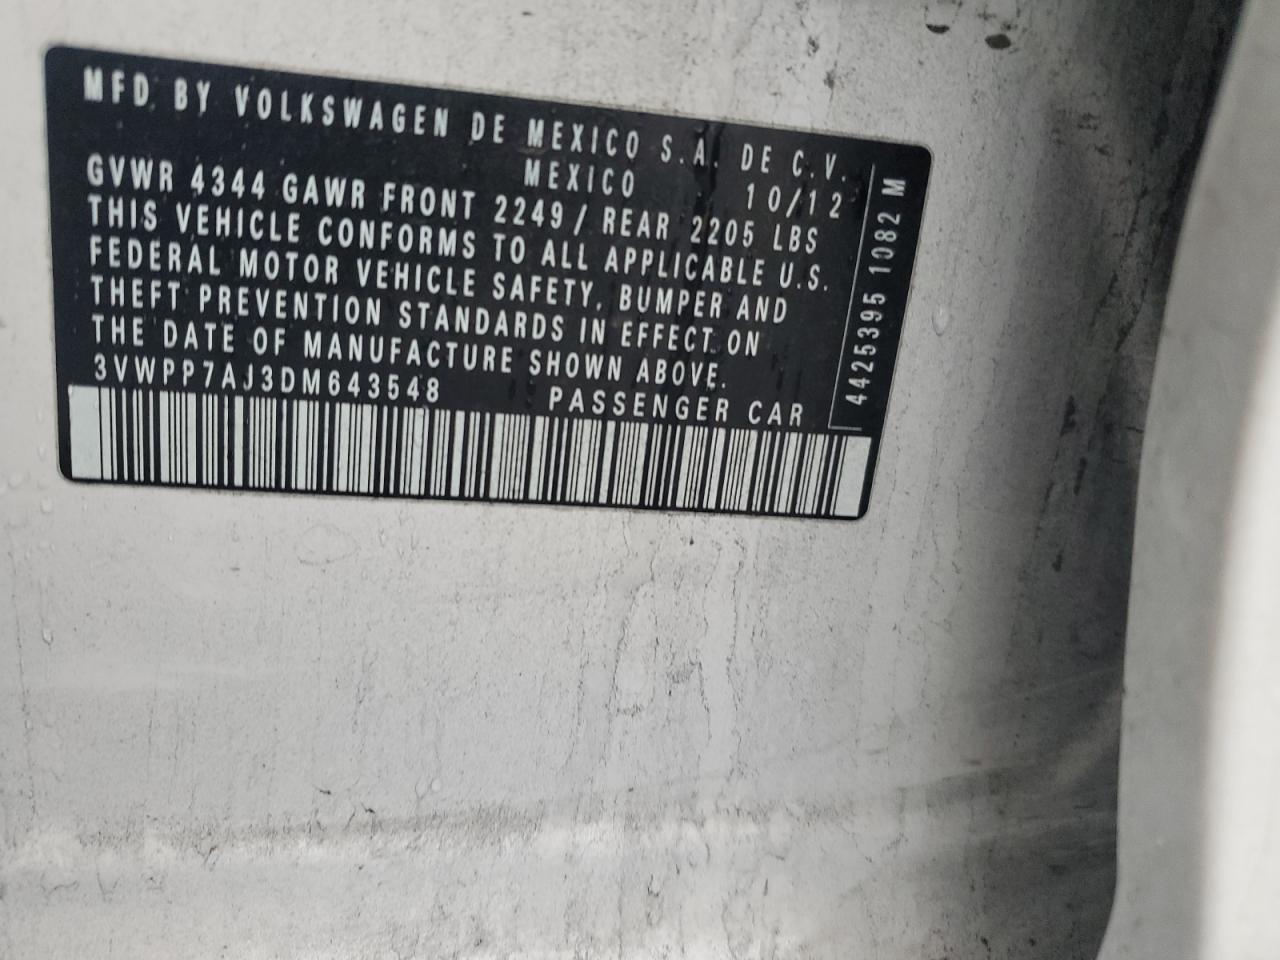 MFD. BY VOLKSWAGEN DE MEXICO S.A. DE C.V.
MEXICO 10/12
GVWR 4344 GAWR FRONT 2249/ REAR 2205 LBS
THIS VEHICLE CONFORMS TO ALL APPLICABLE U.S.
FEDERAL MOTOR VEHICLE SAFETY, BUMPER AND
THEFT PREVENTION STANDARDS IN EFFECT ON
THE DATE OF MANUFACTURE SHOWN ABOVE.
3VWPP7AJ3DM643548 PASSENGER CAR
4425395 1082 M